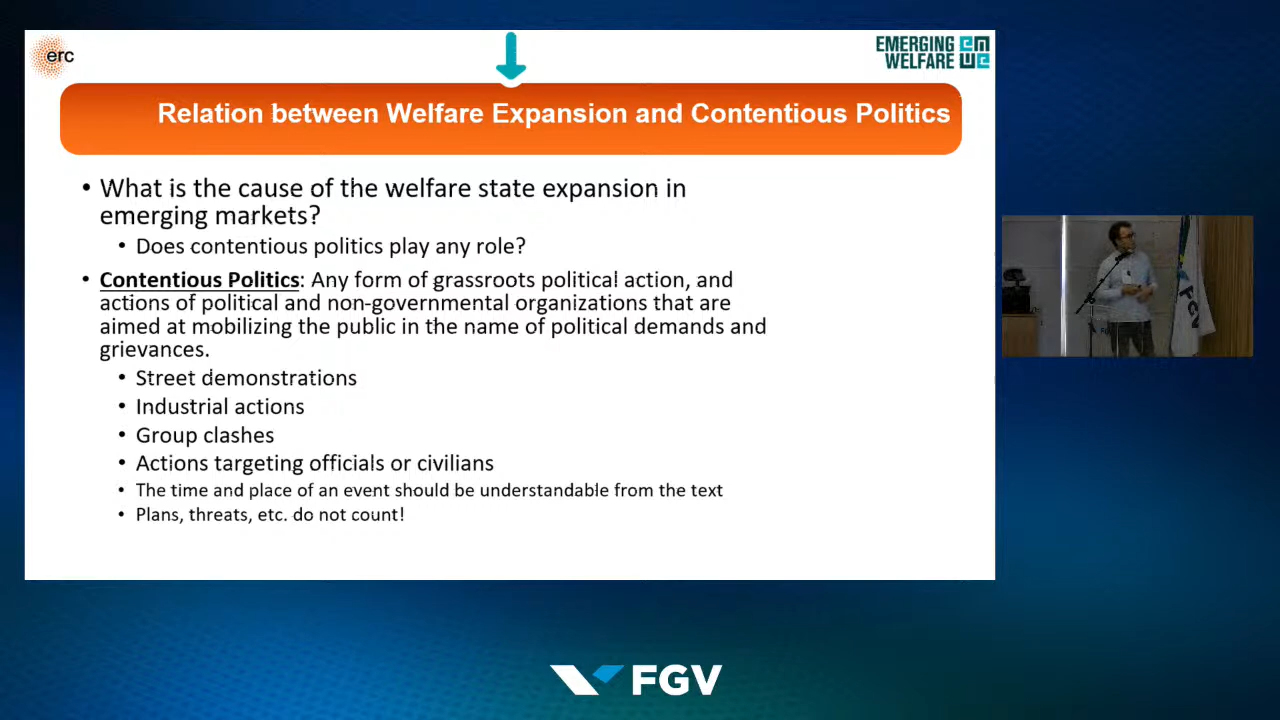 erc
EMERGING
WELFARE
Relation between Welfare Expansion and Contentious Politics
• What is the cause of the welfare state expansion in
emerging markets?
• Does contentious politics play any role?
• Contentious Politics: Any form of grassroots political action, and
actions of political and non-governmental organizations that are
aimed at mobilizing the public in the name of political demands and
grievances.
• Street demonstrations
• Industrial actions
• Group clashes
• Actions targeting officials or civilians
• The time and place of an event should be understandable from the text
• Plans, threats, etc. do not count!
FGV
FGV